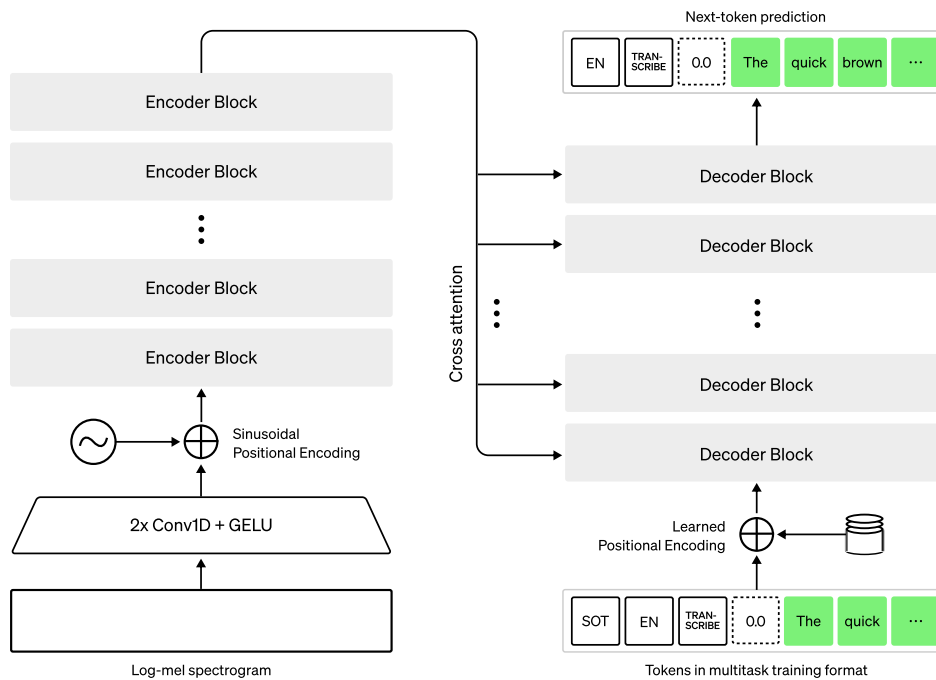 Next-token prediction
EN TRAN-SCRIBE 0.0 The quick brown ...
Encoder Block
Encoder Block
Encoder Block
Encoder Block
Cross attention
Decoder Block
Decoder Block
Decoder Block
Decoder Block
Sinusoidal
Positional Encoding
2x Conv1D + GELU
Log-mel spectrogram
Learned
Positional Encoding
SOT EN TRAN-SCRIBE 0.0 The quick ...
Tokens in multitask training format